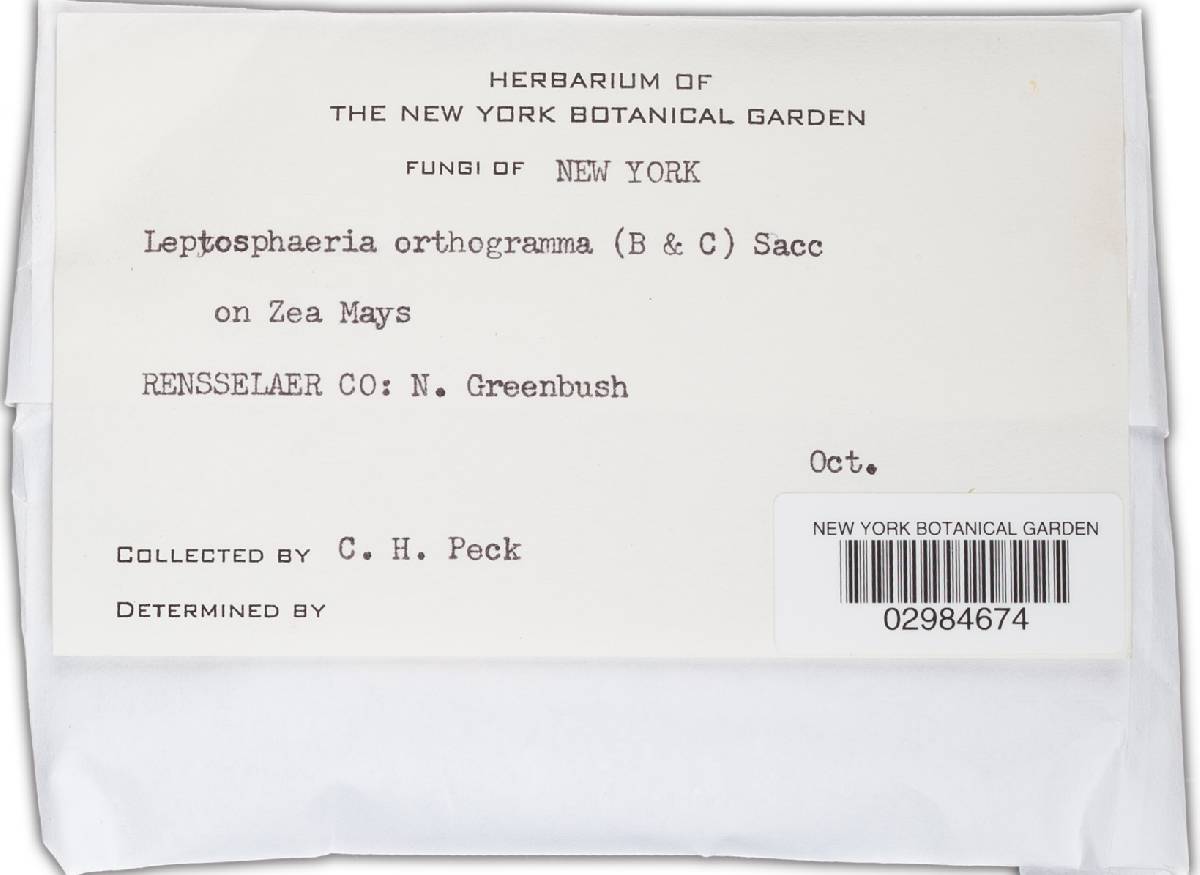 HERBARIUM OF
THE NEW YORK BOTANICAL GARDEN
FUNGI OF NEW YORK
Leptosphaeria orthogramma (B & C) Sacc
on Zea Mays
RENSSELAER CO: N. Greenbush
Oct.
NEW YORK BOTANICAL GARDEN
02984674
COLLECTED BY C. H. Peck
DETERMINED BY